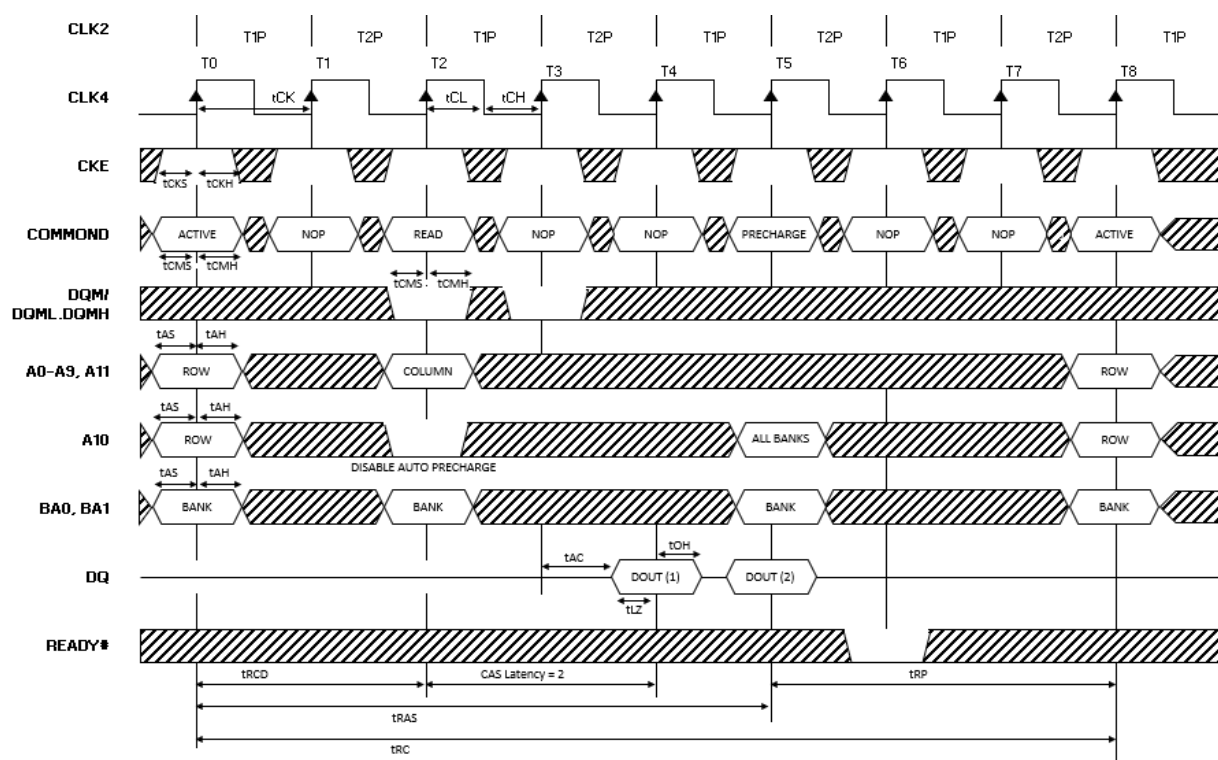 CLK2 T1P T2P T1P T2P T1P T2P T1P T2P T1P
T0 T1 T2 T3 T4 T5 T6 T7 T8
CLK4 tCK tCL tCH
CKE
tCKS tCKH
COMMOND ACTIVE NOP READ NOP NOP PRECHARGE NOP NOP ACTIVE
tCMS tCMH tCMS tCMH
DQM/
DQML.DQMH
tAS tAH
A0-A9, A11 ROW COLUMN ROW
tAS tAH
A10 ROW ALL BANKS ROW
DISABLE AUTO PRECHARGE
tAS tAH
BA0, BA1 BANK BANK BANK BANK
tAC tOH
DQ DOUT (1) DOUT (2)
tLZ
READY#
tRCD CAS Latency = 2 tRP
tRAS
tRC